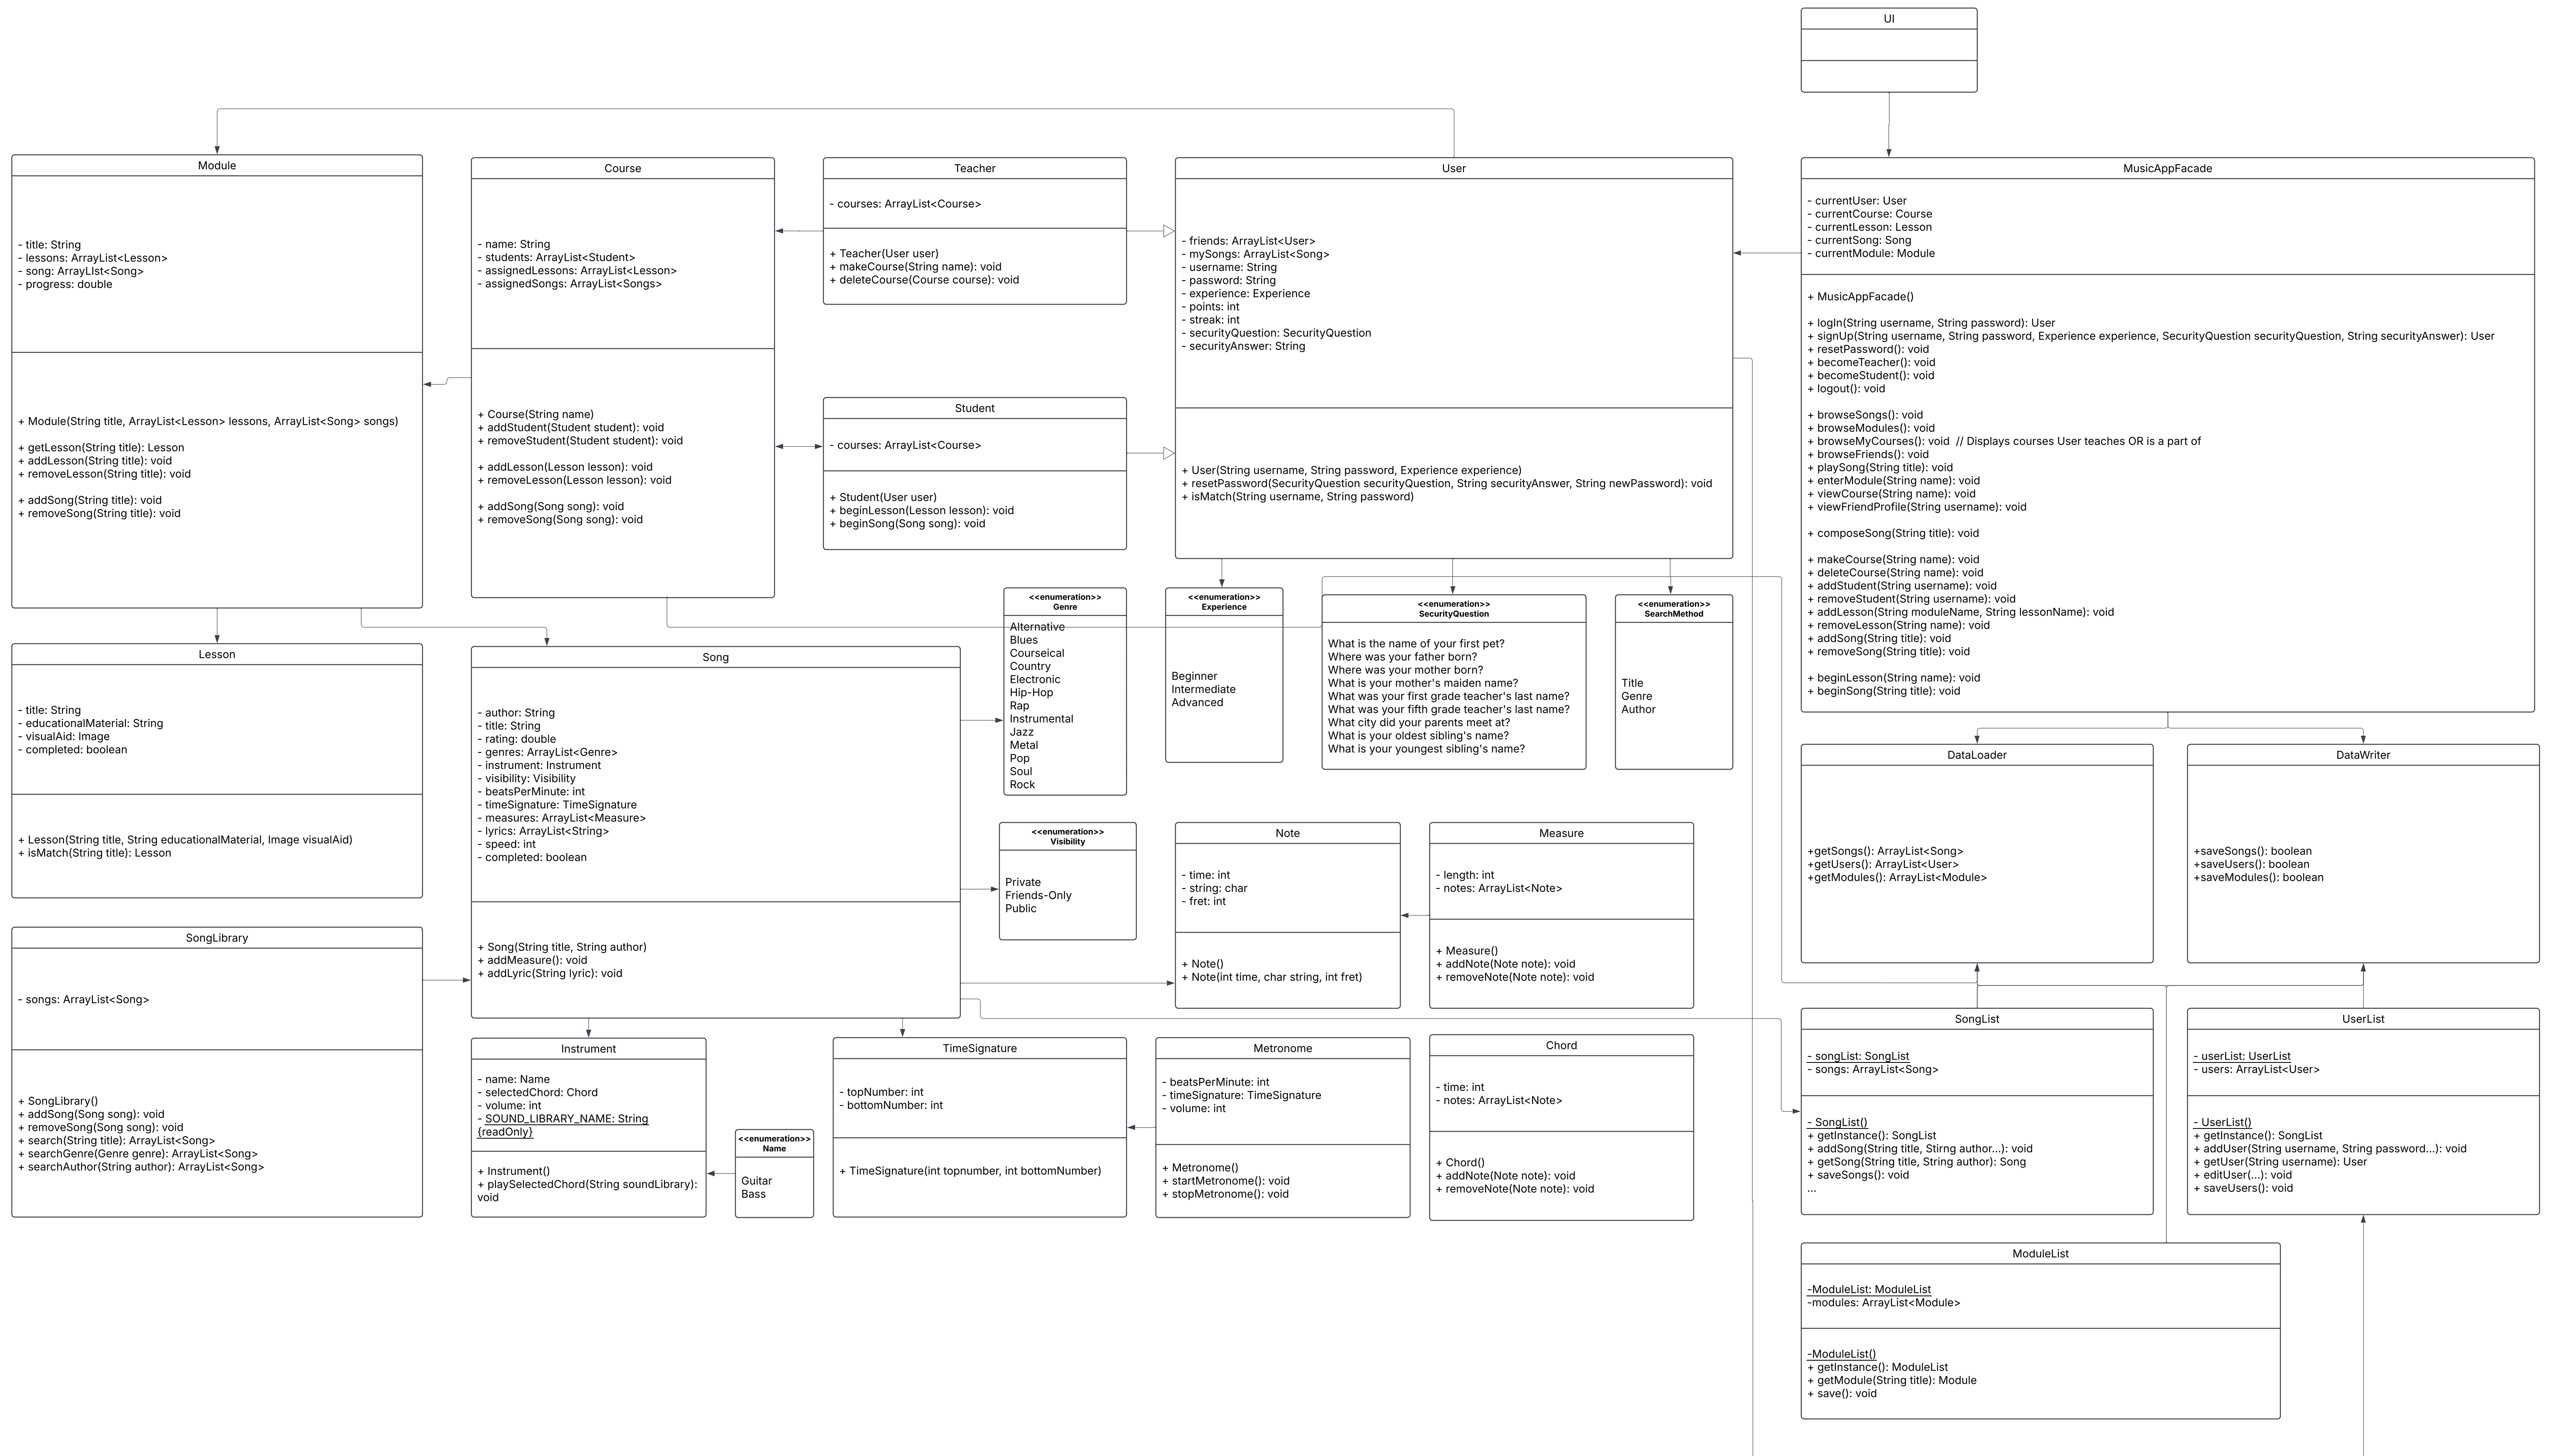 UI
Module
- title: String
- lessons: ArrayLIst<Lesson>
- song: ArrayLIst<Song>
- progress: double
+ Module(String title, ArrayList<Lesson> lessons, ArrayList<Song> songs)
+ getLesson(String title): Lesson
+ addLesson(String title): void
+ removeLesson(String title): void
+ addSong(String title): void
+ removeSong(String title): void
Course
- name: String
- students: ArrayList<Student>
- assignedLessons: ArrayList<Lesson>
- assignedSongs: ArrayList<Songs>
+ Course(String name)
+ addStudent(Student student): void
+ removeStudent(Student student): void
+ addLesson(Lesson lesson): void
+ removeLesson(Lesson lesson): void
+ addSong(Song song): void
+ removeSong(Song song): void
Teacher
- courses: ArrayList<Course>
+ Teacher(User user)
+ makeCourse(String name): void
+ deleteCourse(Course course): void
Student
- courses: ArrayList<Course>
+ Student(User user)
+ beginLesson(Lesson lesson): void
+ beginSong(Song song): void
User
- friends: ArrayList<User>
- mySongs: ArrayList<Song>
- username: String
- password: String
- experience: Experience
- points: int
- streak: int
- securityQuestion: SecurityQuestion
- securityAnswer: String
+ User(String username, String password, Experience experience)
+ resetPassword(SecurityQuestion securityQuestion, String securityAnswer, String newPassword): void
+ isMatch(String username, String password)
MusicAppFacade
- currentUser: User
- currentCourse: Course
- currentLesson: Lesson
- currentSong: Song
- currentModule: Module
+ MusicAppFacade()
+ logIn(String username, String password): User
+ signUp(String username, String password, Experience experience, SecurityQuestion securityQuestion, String securityAnswer): User
+ resetPassword(): void
+ becomeTeacher(): void
+ becomeStudent(): void
+ logout(): void
+ browseSongs(): void
+ browseModules(): void
+ browseMyCourses(): void // Displays courses User teaches OR is a part of
+ browseFriends(): void
+ playSong(String title): void
+ enterModule(String name): void
+ viewCourse(String name): void
+ viewFriendProfile(String username): void
+ composeSong(String title): void
+ makeCourse(String name): void
+ deleteCourse(String name): void
+ addStudent(String username): void
+ removeStudent(String username): void
+ addLesson(String moduleName, String lessonName): void
+ removeLesson(String name): void
+ addSong(String title): void
+ removeSong(String title): void
+ beginLesson(String name): void
+ beginSong(String title): void
Lesson
- title: String
- educationalMaterial: String
- visualAid: Image
- completed: boolean
+ Lesson(String title, String educationalMaterial, Image visualAid)
+ isMatch(String title): Lesson
Song
- author: String
- title: String
- rating: double
- genres: ArrayList<Genre>
- instrument: Instrument
- visibility: Visibility
- beatsPerMinute: int
- timeSignature: TimeSignature
- measures: ArrayList<Measure>
- lyrics: ArrayList<String>
- speed: int
- completed: boolean
+ Song(String title, String author)
+ addMeasure(): void
+ addLyric(String lyric): void
<<enumeration>>
Genre
Alternative
Blues
Courseical
Country
Electronic
Hip-Hop
Rap
Instrumental
Jazz
Metal
Pop
Soul
Rock
<<enumeration>>
Experience
Beginner
Intermediate
Advanced
<<enumeration>>
SecurityQuestion
What is the name of your first pet?
Where was your father born?
Where was your mother born?
What is your mother's maiden name?
What was your first grade teacher's last name?
What was your fifth grade teacher's last name?
What city did your parents meet at?
What is your oldest sibling's name?
What is your youngest sibling's name?
<<enumeration>>
SearchMethod
Title
Genre
Author
DataLoader
+getSongs(): ArrayList<Song>
+getUsers(): ArrayList<User>
+getModules(): ArrayList<Module>
DataWriter
+saveSongs(): boolean
+saveUsers(): boolean
+saveModules(): boolean
<<enumeration>>
Visibility
Private
Friends-Only
Public
Note
- time: int
- string: char
- fret: int
+ Note()
+ Note(int time, char string, int fret)
Measure
- length: int
- notes: ArrayList<Note>
+ Measure()
+ addNote(Note note): void
+ removeNote(Note note): void
SongLibrary
- songs: ArrayList<Song>
+ SongLibrary()
+ addSong(Song song): void
+ removeSong(Song song): void
+ search(String title): ArrayList<Song>
+ searchGenre(Genre genre): ArrayList<Song>
+ searchAuthor(String author): ArrayList<Song>
Instrument
- name: Name
- selectedChord: Chord
- volume: int
- SOUND_LIBRARY_NAME: String
{readOnly}
+ Instrument()
+ playSelectedChord(String soundLibrary):
void
<<enumeration>>
Name
Guitar
Bass
TimeSignature
- topNumber: int
- bottomNumber: int
+ TimeSignature(int topnumber, int bottomNumber)
Metronome
- beatsPerMinute: int
- timeSignature: TimeSignature
- volume: int
+ Metronome()
+ startMetronome(): void
+ stopMetronome(): void
Chord
- time: int
- notes: ArrayList<Note>
+ Chord()
+ addNote(Note note): void
+ removeNote(Note note): void
SongList
- songList: SongList
- songs: ArrayList<Song>
- SongList()
+ getInstance(): SongList
+ addSong(String title, Stirng author...): void
+ getSong(String title, String author): Song
+ saveSongs(): void
...
UserList
- userList: UserList
- users: ArrayList<User>
- UserList()
+ getInstance(): SongList
+ addUser(String username, String password...): void
+ getUser(String username): User
+ editUser(...): void
+ saveUsers(): void
ModuleList
-ModuleList: ModuleList
-modules: ArrayList<Module>
-ModuleList()
+ getInstance(): ModuleList
+ getModule(String title): Module
+ save(): void